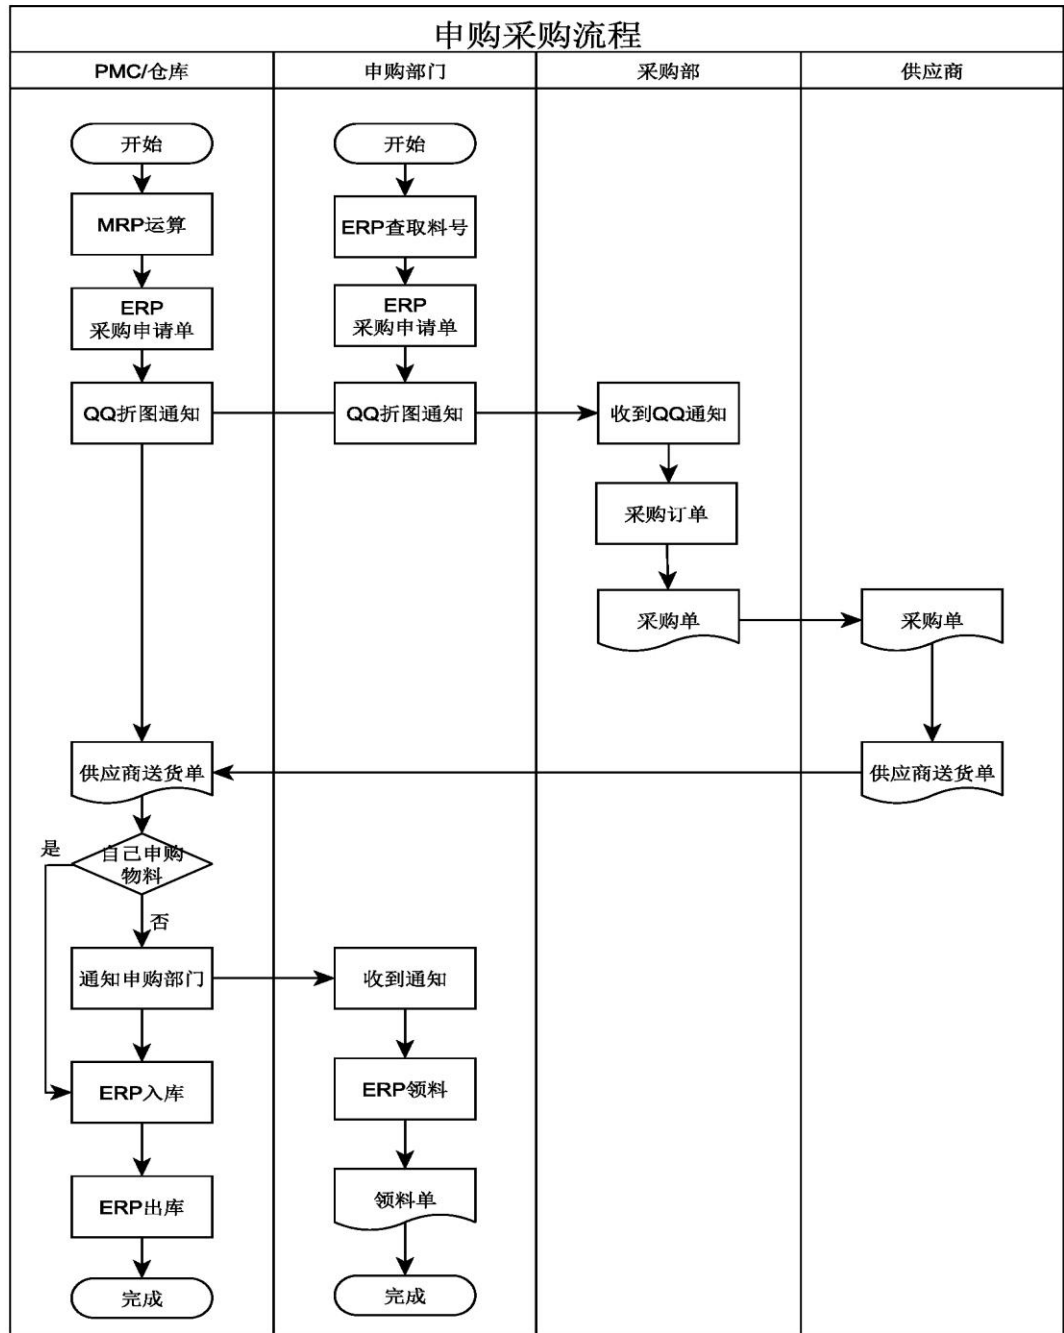 申购采购流程
PMC/仓库
申购部门
采购部
供应商
开始
开始
MRP运算
ERP查取料号
ERP
采购申请单
ERP
采购申请单
QQ折图通知
QQ折图通知
收到QQ通知
采购订单
采购单
采购单
供应商送货单
供应商送货单
是
自己申购
物料
否
通知申购部门
收到通知
ERP入库
ERP领料
ERP出库
领料单
完成
完成